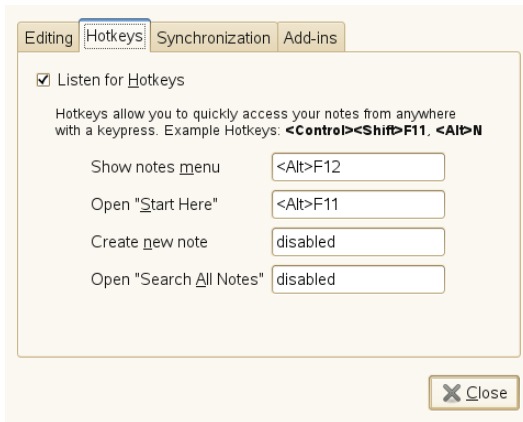 Editing Hotkeys Synchronization Add-ins
Listen for Hotkeys
Hotkeys allow you to quickly access your notes from anywhere
with a keypress. Example Hotkeys: <Control><Shift>F11, <Alt>N
Show notes menu <Alt>F12
Open "Start Here" <Alt>F11
Create new note disabled
Open "Search All Notes" disabled
Close